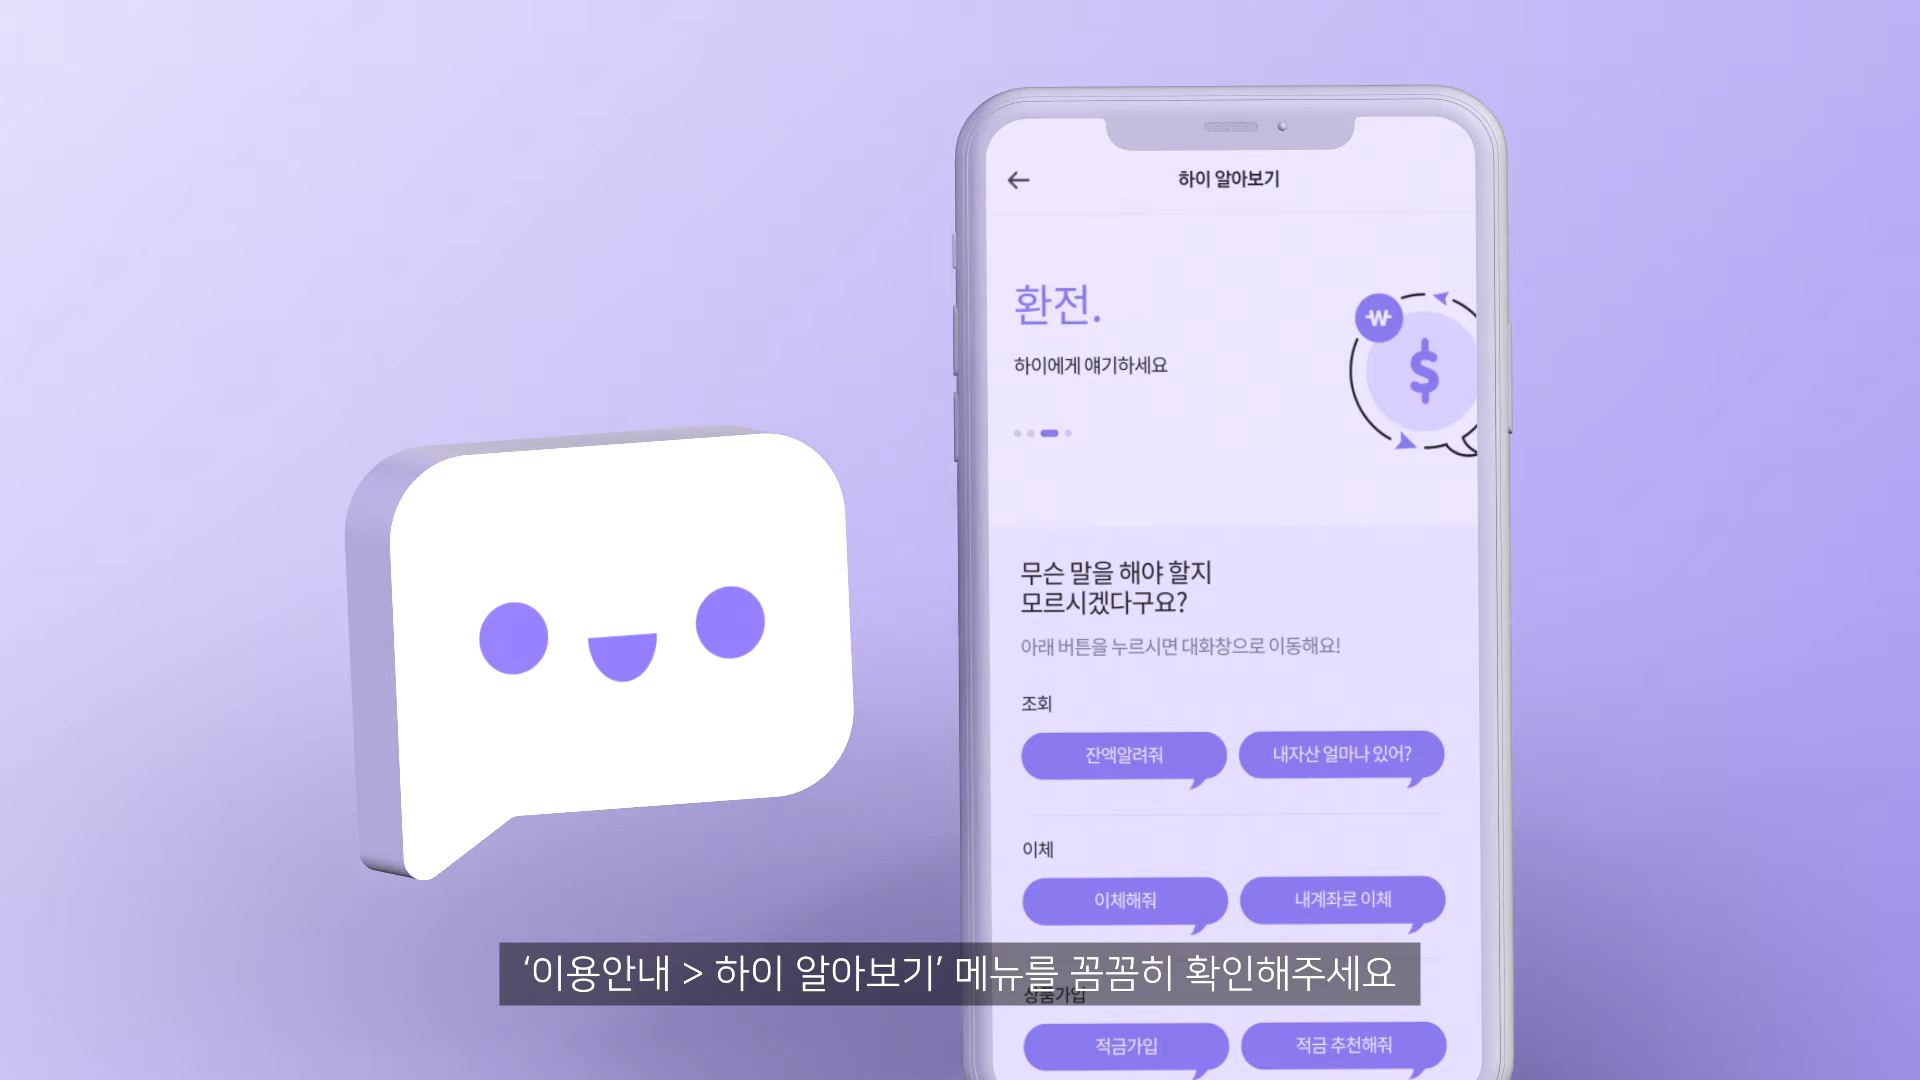 하이 알아보기
환전.
하이에게 얘기하세요
₩
$
무슨 말을 해야 할지
모르시겠다구요?
아래 버튼을 누르시면 대화창으로 이동해요!
조회
잔액알려줘
내자산 얼마나 있어?
이체
이체해줘
내계좌로 이체
‘이용안내 > 하이 알아보기’ 메뉴를 꼼꼼히 확인해주세요
상품가입
적금가입
적금 추천해줘